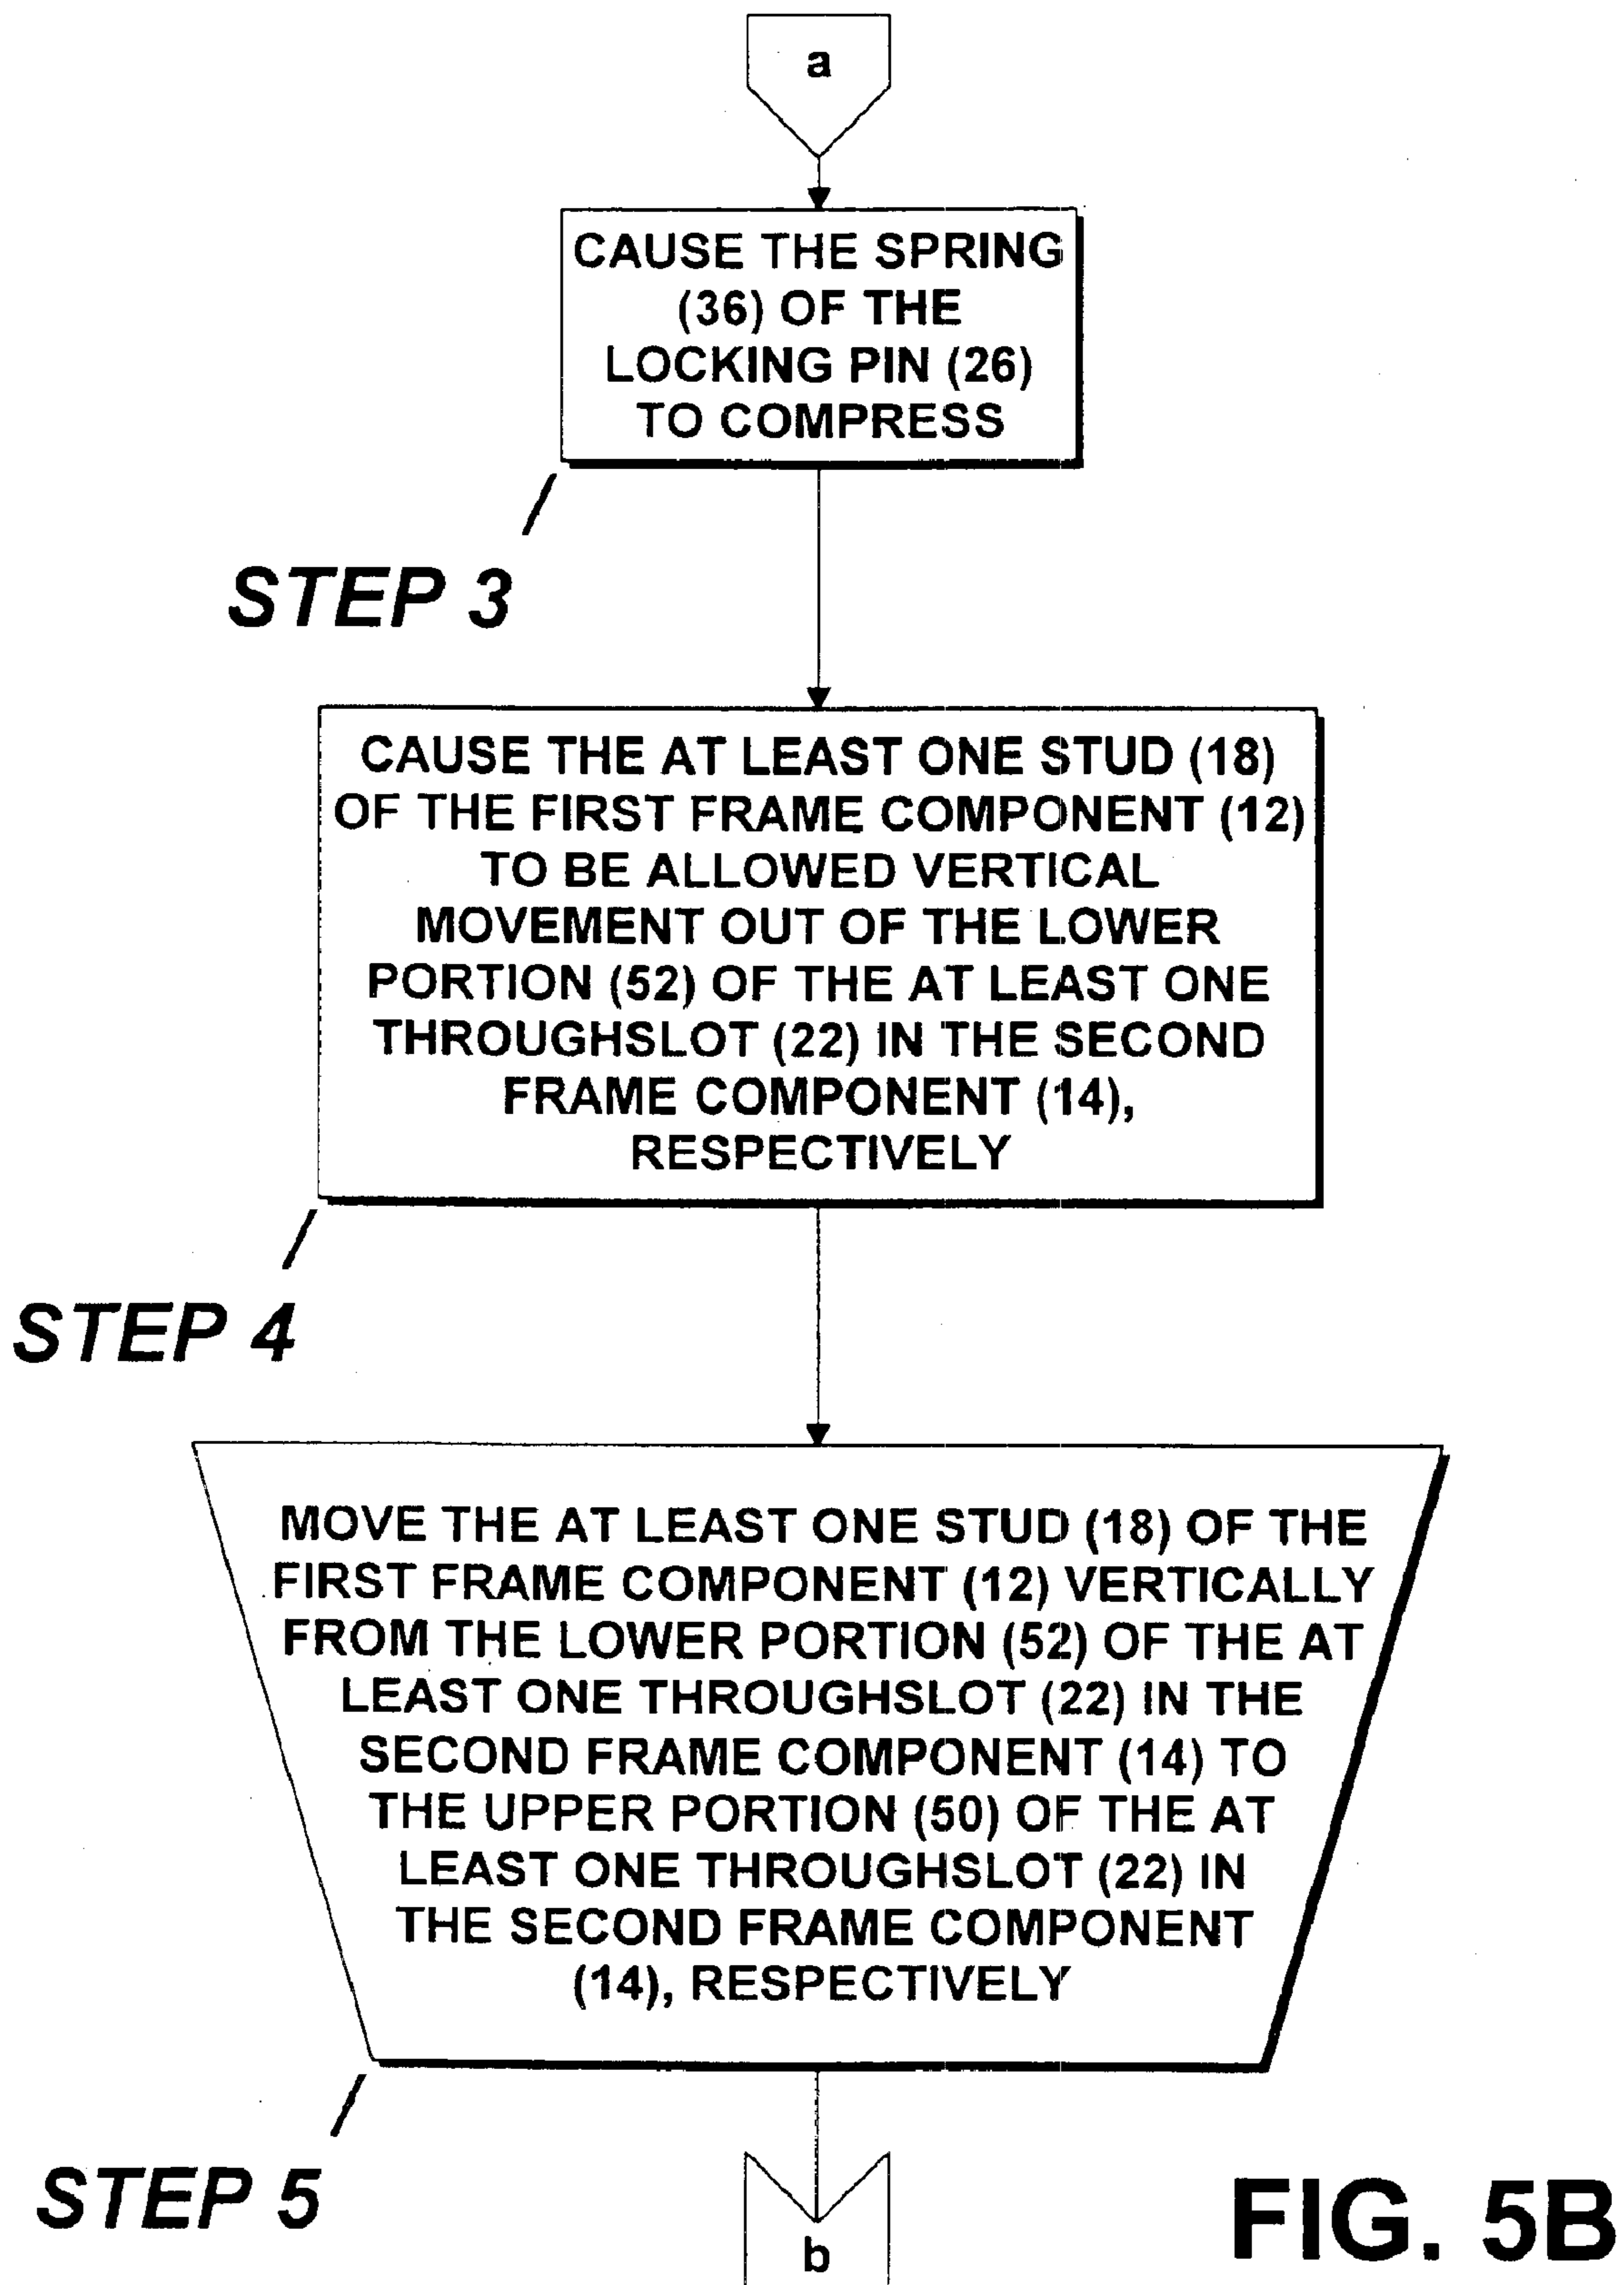 a
CAUSE THE SPRING
(36) OF THE
LOCKING PIN (26)
TO COMPRESS
STEP 3
CAUSE THE AT LEAST ONE STUD (18)
OF THE FIRST FRAME COMPONENT (12)
TO BE ALLOWED VERTICAL
MOVEMENT OUT OF THE LOWER
PORTION (52) OF THE AT LEAST ONE
THROUGHSLOT (22) IN THE SECOND
FRAME COMPONENT (14),
RESPECTIVELY
STEP 4
MOVE THE AT LEAST ONE STUD (18) OF THE
FIRST FRAME COMPONENT (12) VERTICALLY
FROM THE LOWER PORTION (52) OF THE AT
LEAST ONE THROUGHSLOT (22) IN THE
SECOND FRAME COMPONENT (14) TO
THE UPPER PORTION (50) OF THE AT
LEAST ONE THROUGHSLOT (22) IN
THE SECOND FRAME COMPONENT
(14), RESPECTIVELY
STEP 5
b
FIG. 5B